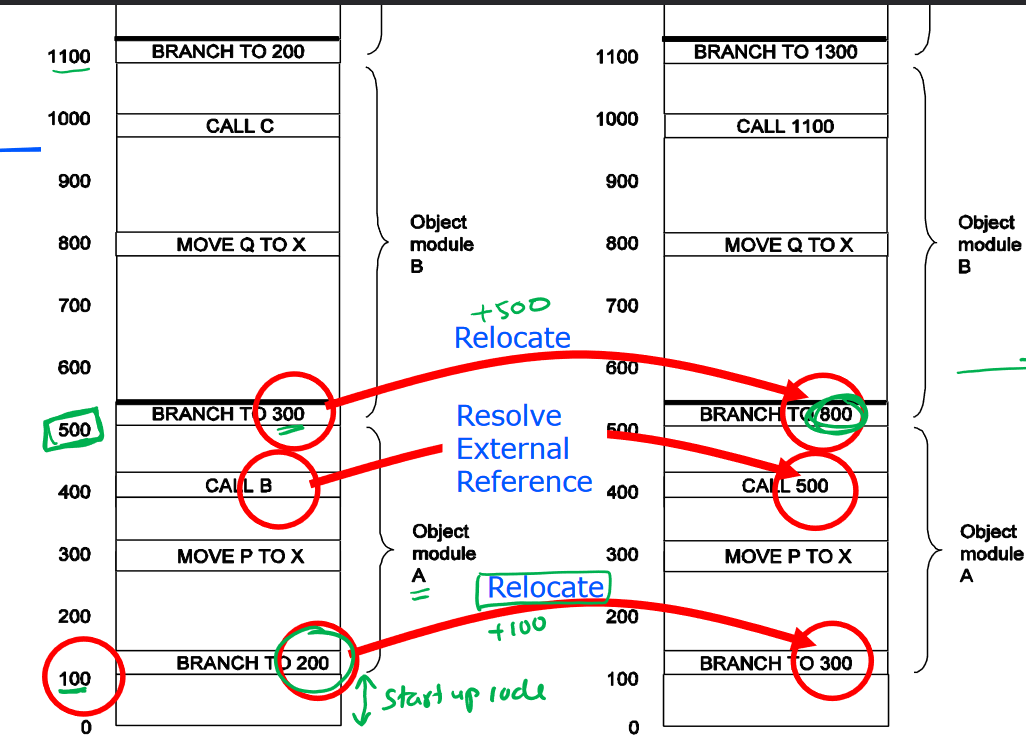 1100
BRANCH TO 200
1000
CALL C
900
800
MOVE Q TO X
700
600
BRANCH TO 300
500
400
CALL B
300
MOVE P TO X
200
BRANCH TO 200
100
0
Object
module
B
Object
module
A
Start up code
+500
Relocate
Resolve
External
Reference
Relocate
+100
1100
BRANCH TO 1300
1000
CALL 1100
900
800
MOVE Q TO X
700
600
BRANCH TO 800
500
400
CALL 500
300
MOVE P TO X
200
BRANCH TO 300
100
0
Object
module
B
Object
module
A